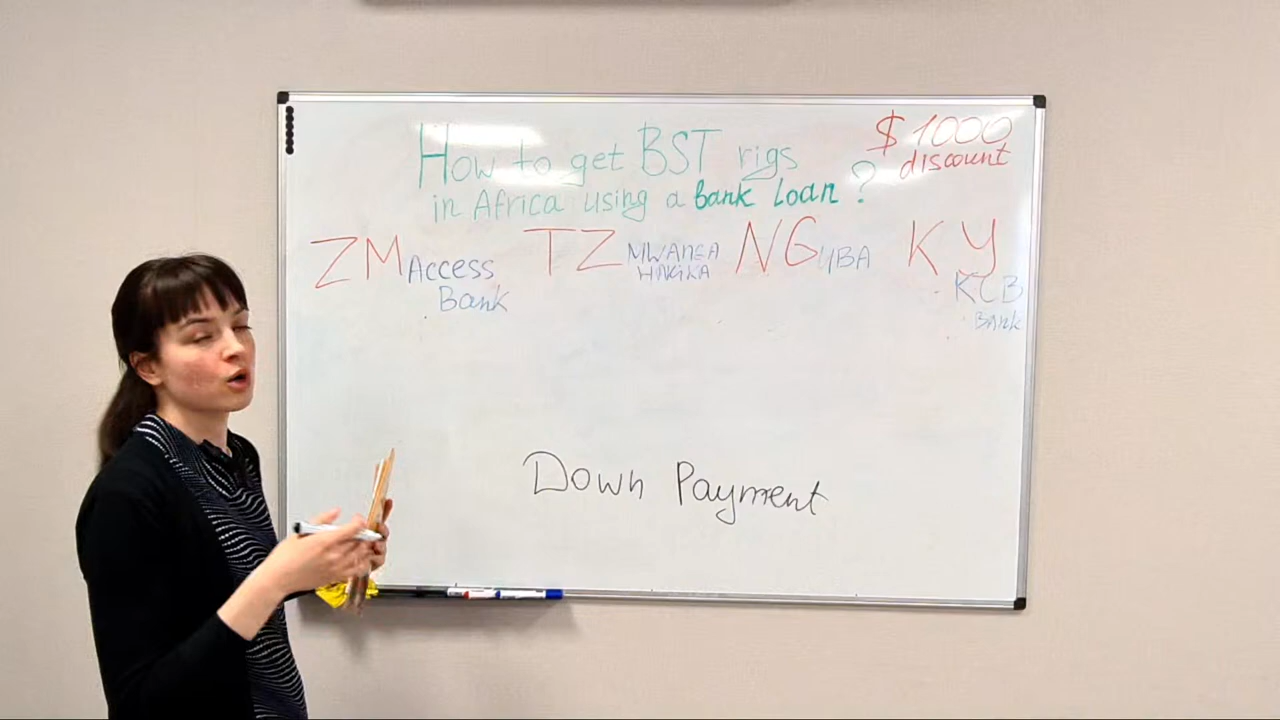 How to get BST rigs
in Africa using a bank loan?
$1000
discount
ZM Access
Bank
TZ MWANGA
HAKIKA
NG UBA
KY
KCB
BANK
Down Payment